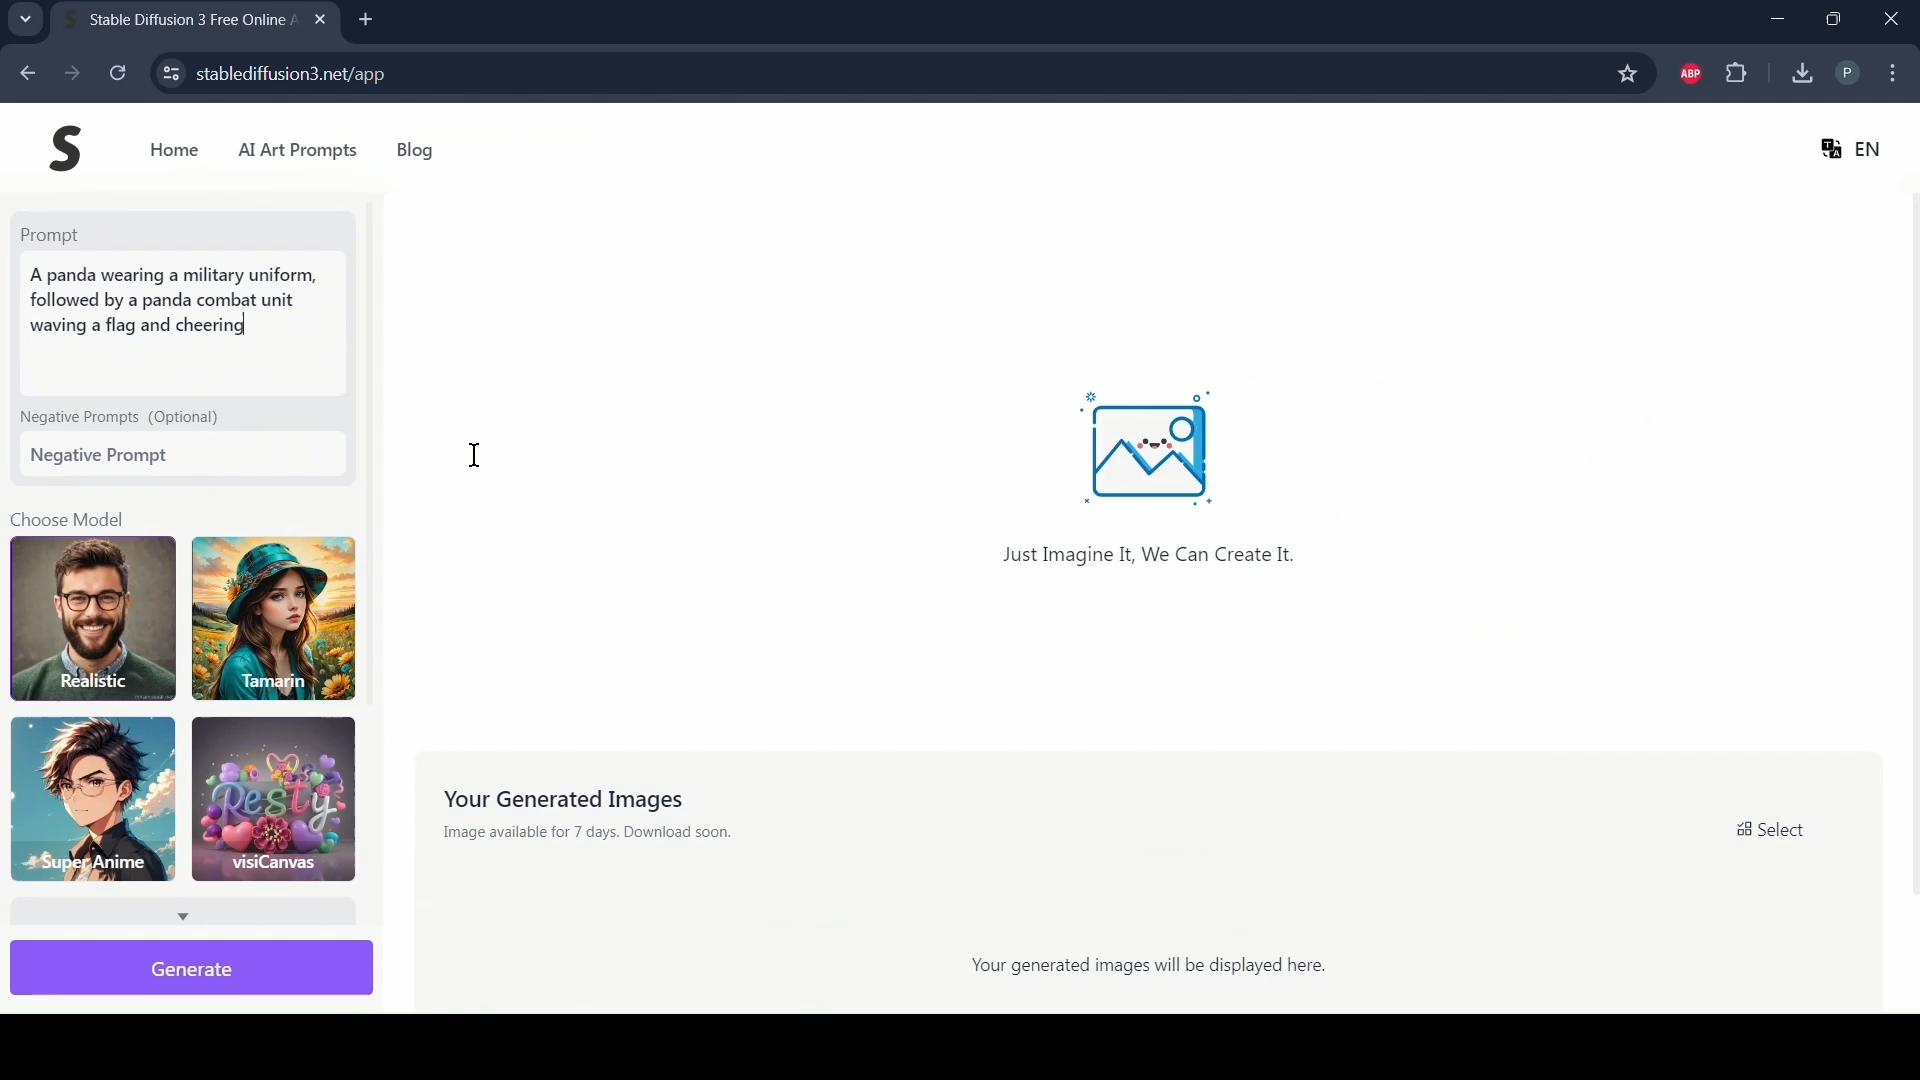 Stable Diffusion 3 Free Online A
stablediffusion3.net/app
ABP
P
S
Home
AI Art Prompts
Blog
EN
Prompt
A panda wearing a military uniform,
followed by a panda combat unit
waving a flag and cheering
Negative Prompts (Optional)
Negative Prompt
Choose Model
Realistic
Tamarin
Resty
Super Anime
visiCanvas
Generate
Just Imagine It, We Can Create It.
Your Generated Images
Image available for 7 days. Download soon.
Select
Your generated images will be displayed here.